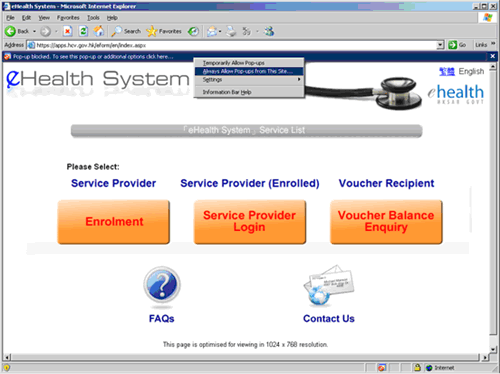 eHealth System - Microsoft Internet Explorer
File Edit View Favorites Tools Help
Back Search Favorites
Address https://apps.hcv.gov.hk/eform/en/index.aspx Go Links
Pop-up blocked. To see this pop-up or additional options click here...
Temporarily Allow Pop-ups
Always Allow Pop-ups from This Site...
Settings
Information Bar Help
eHealth System
繁體 English
ehealth
HKSAR GOVT
「eHealth System」Service List
Please Select:
Service Provider Service Provider (Enrolled) Voucher Recipient
Enrolment
Service Provider
Login
Voucher Balance
Enquiry
FAQs Contact Us
This page is optimised for viewing in 1024 x 768 resolution.
Internet